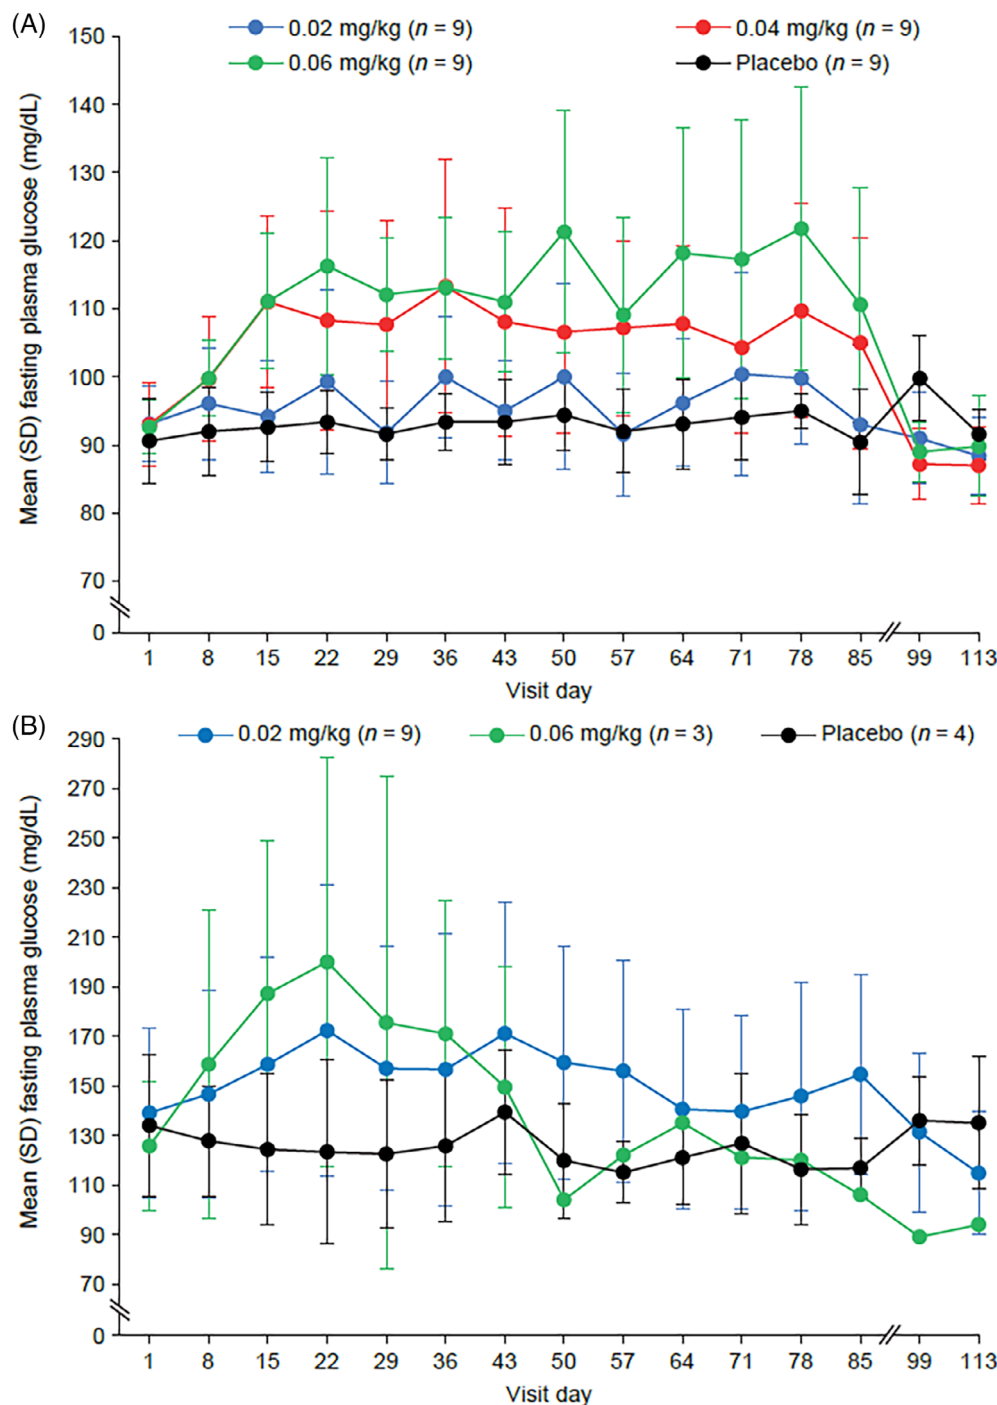 (A)
0.02 mg/kg (n = 9) 0.04 mg/kg (n = 9)
0.06 mg/kg (n = 9) Placebo (n = 9)
Mean (SD) fasting plasma glucose (mg/dL)
150
140
130
120
110
100
90
80
70
0
1 8 15 22 29 36 43 50 57 64 71 78 85 99 113
Visit day
(B)
0.02 mg/kg (n = 9) 0.06 mg/kg (n = 3) Placebo (n = 4)
Mean (SD) fasting plasma glucose (mg/dL)
290
270
250
230
210
190
170
150
130
110
90
70
0
1 8 15 22 29 36 43 50 57 64 71 78 85 99 113
Visit day